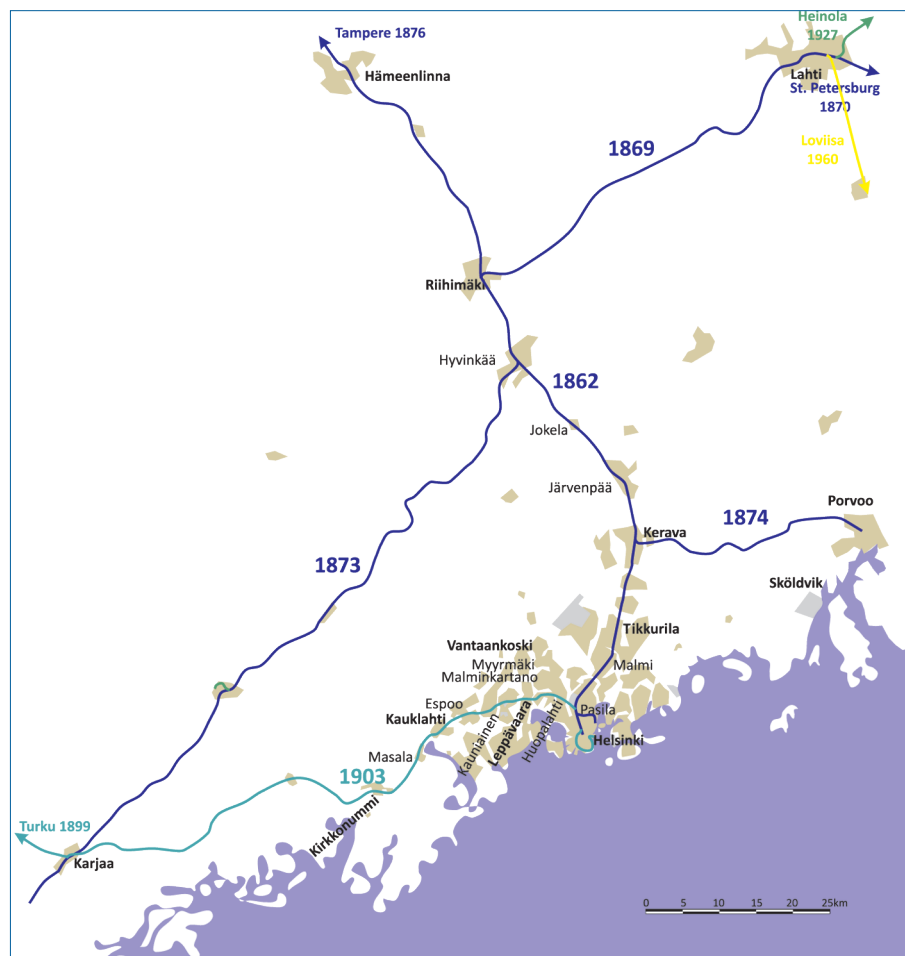 Heinola
1927
Tampere 1876
Hämeenlinna
Lahti
St. Petersburg
1870
Loviisa
1960
1869
Riihimäki
Hyvinkää
1862
Jokela
Järvenpää
Porvoo
1874
Kerava
1873
Sköldvik
Tikkurila
Vantaankoski
Myyrmäki
Malmi
Malminkartano
Espoo
Kauklahti
Pasila
Kauniainen
Leppävaara
Huopalahti
Helsinki
Masala
1903
Kirkkonummi
Turku 1899
Karjaa
0 5 10 15 20 25km